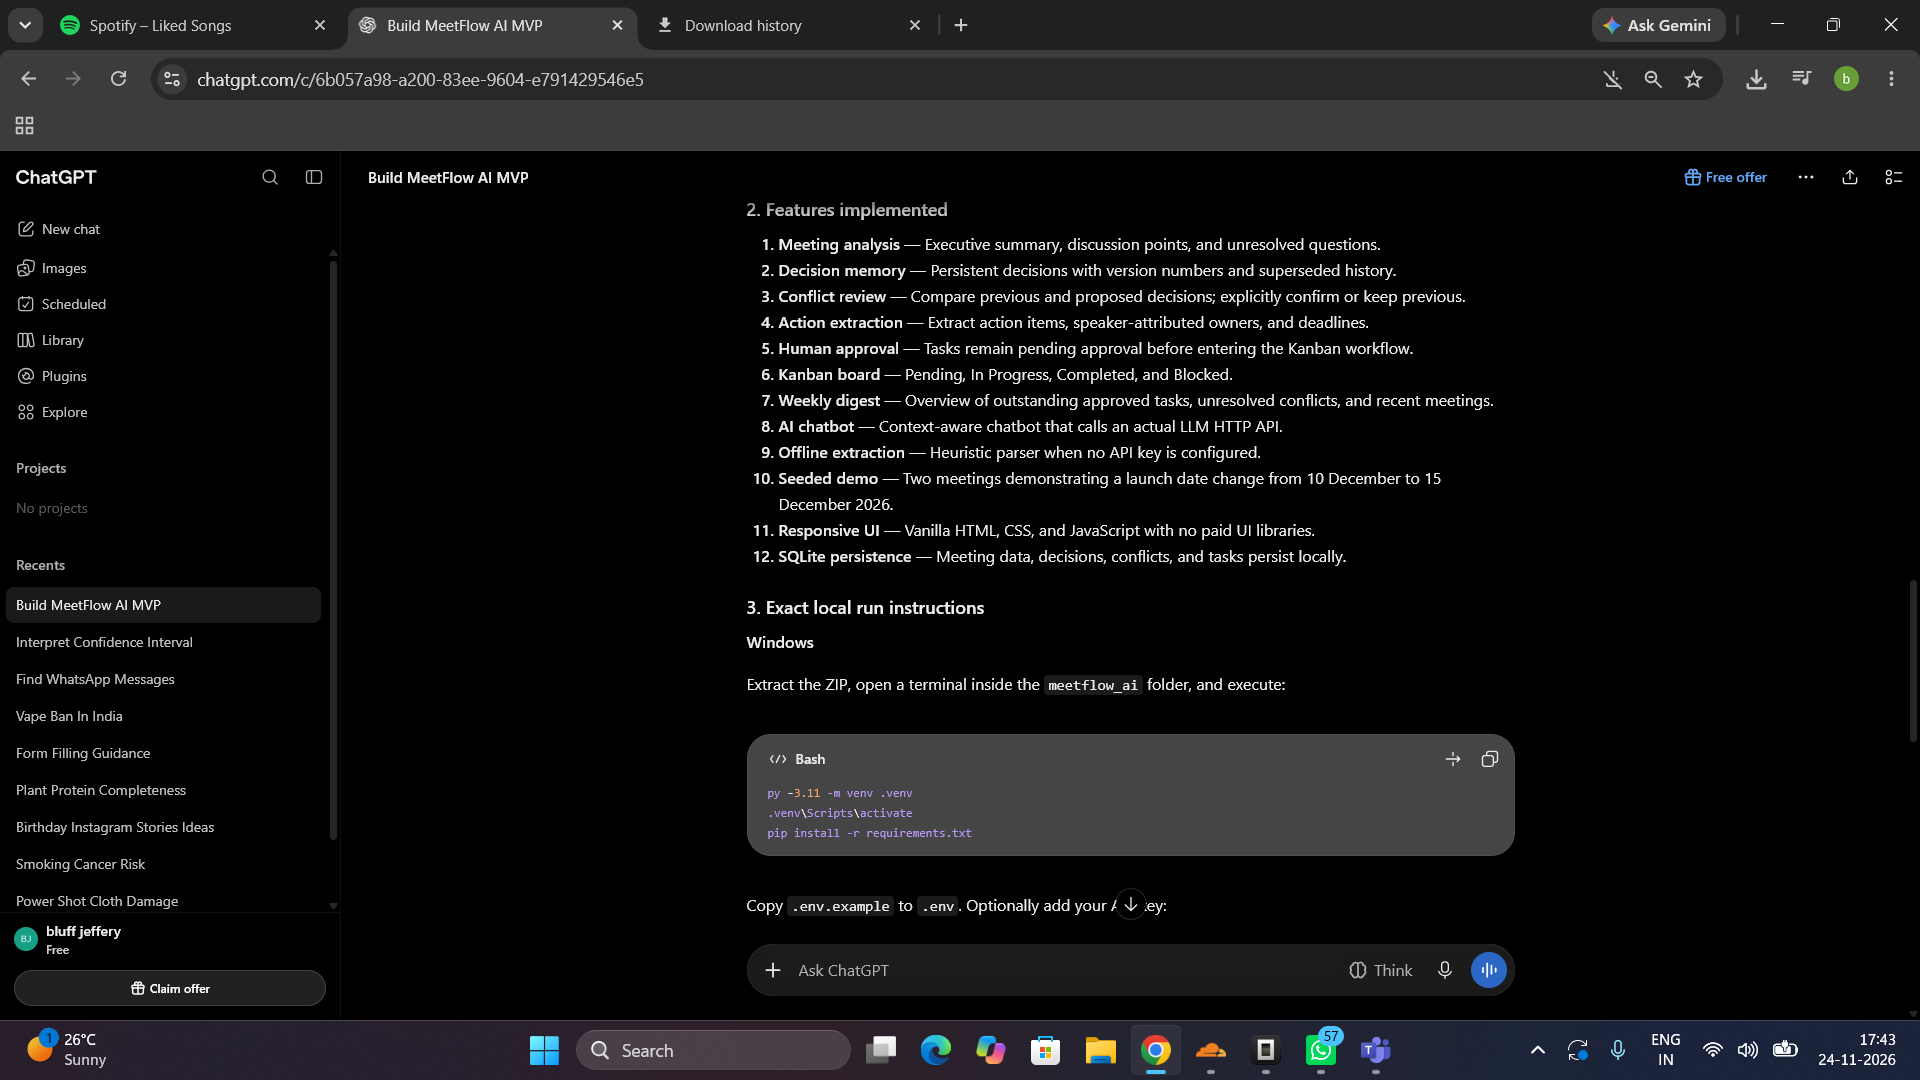 Spotify – Liked Songs
Build MeetFlow AI MVP
Download history
Ask Gemini
chatgpt.com/c/6b057a98-a200-83ee-9604-e791429546e5
b
ChatGPT
New chat
Images
Scheduled
Library
Plugins
Explore
Projects
No projects
Recents
Build MeetFlow AI MVP
Interpret Confidence Interval
Find WhatsApp Messages
Vape Ban In India
Form Filling Guidance
Plant Protein Completeness
Birthday Instagram Stories Ideas
Smoking Cancer Risk
Power Shot Cloth Damage
BJ
bluff jeffery
Free
Claim offer
Build MeetFlow AI MVP
Free offer
2. Features implemented
1. Meeting analysis — Executive summary, discussion points, and unresolved questions.
2. Decision memory — Persistent decisions with version numbers and superseded history.
3. Conflict review — Compare previous and proposed decisions; explicitly confirm or keep previous.
4. Action extraction — Extract action items, speaker-attributed owners, and deadlines.
5. Human approval — Tasks remain pending approval before entering the Kanban workflow.
6. Kanban board — Pending, In Progress, Completed, and Blocked.
7. Weekly digest — Overview of outstanding approved tasks, unresolved conflicts, and recent meetings.
8. AI chatbot — Context-aware chatbot that calls an actual LLM HTTP API.
9. Offline extraction — Heuristic parser when no API key is configured.
10. Seeded demo — Two meetings demonstrating a launch date change from 10 December to 15
December 2026.
11. Responsive UI — Vanilla HTML, CSS, and JavaScript with no paid UI libraries.
12. SQLite persistence — Meeting data, decisions, conflicts, and tasks persist locally.
3. Exact local run instructions
Windows
Extract the ZIP, open a terminal inside the meetflow_ai folder, and execute:
Bash
py -3.11 -m venv .venv
.venv\Scripts\activate
pip install -r requirements.txt
Copy .env.example to .env. Optionally add your
Ask ChatGPT
Think
1
26°C
Sunny
Search
57
ENG
IN
17:43
24-11-2026